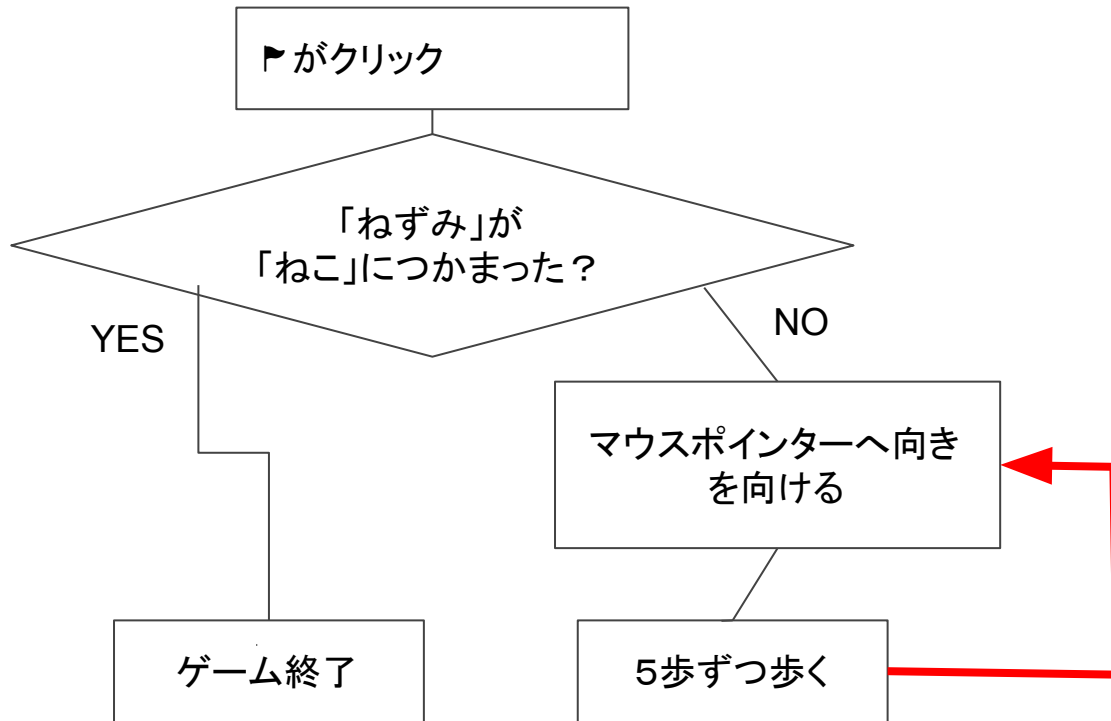 がクリック
「ねずみ」が
「ねこ」につかまった？
YES
NO
マウスポインターへ向き
を向ける
ゲーム終了
５歩ずつ歩く